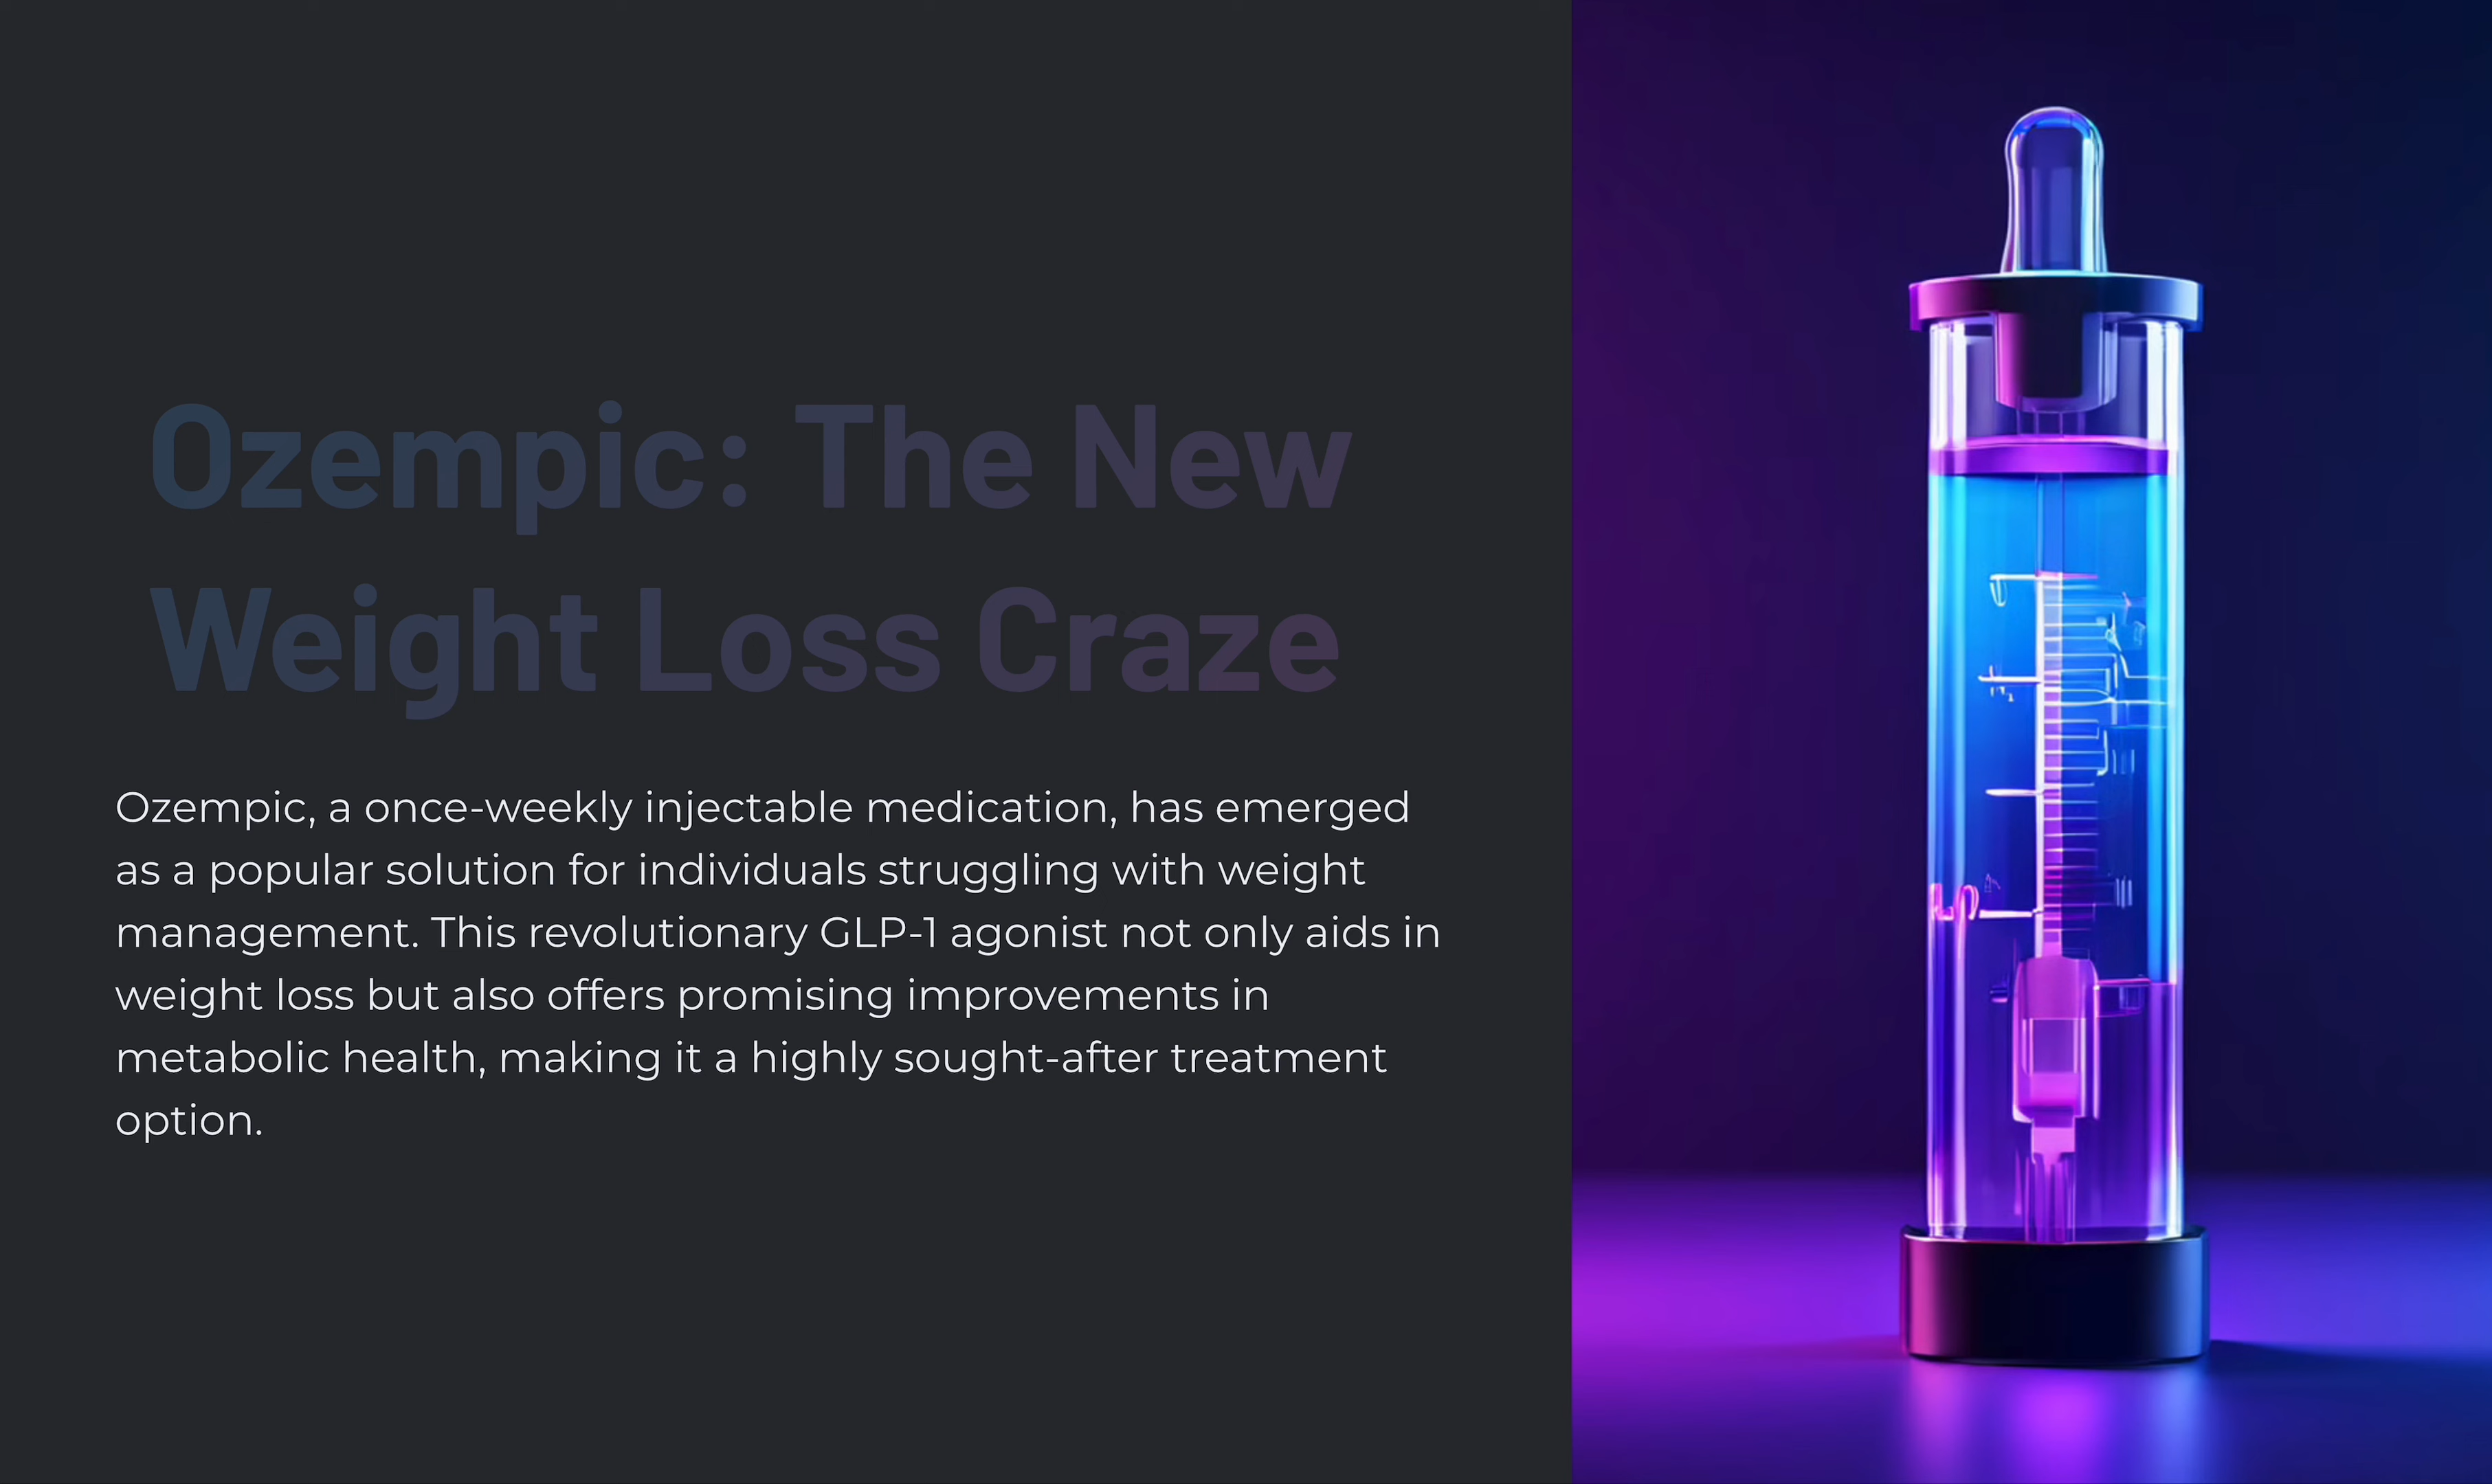 Ozempic: The New
Weight Loss Craze
Ozempic, a once-weekly injectable medication, has emerged
as a popular solution for individuals struggling with weight
management. This revolutionary GLP-1 agonist not only aids in
weight loss but also offers promising improvements in
metabolic health, making it a highly sought-after treatment
option.